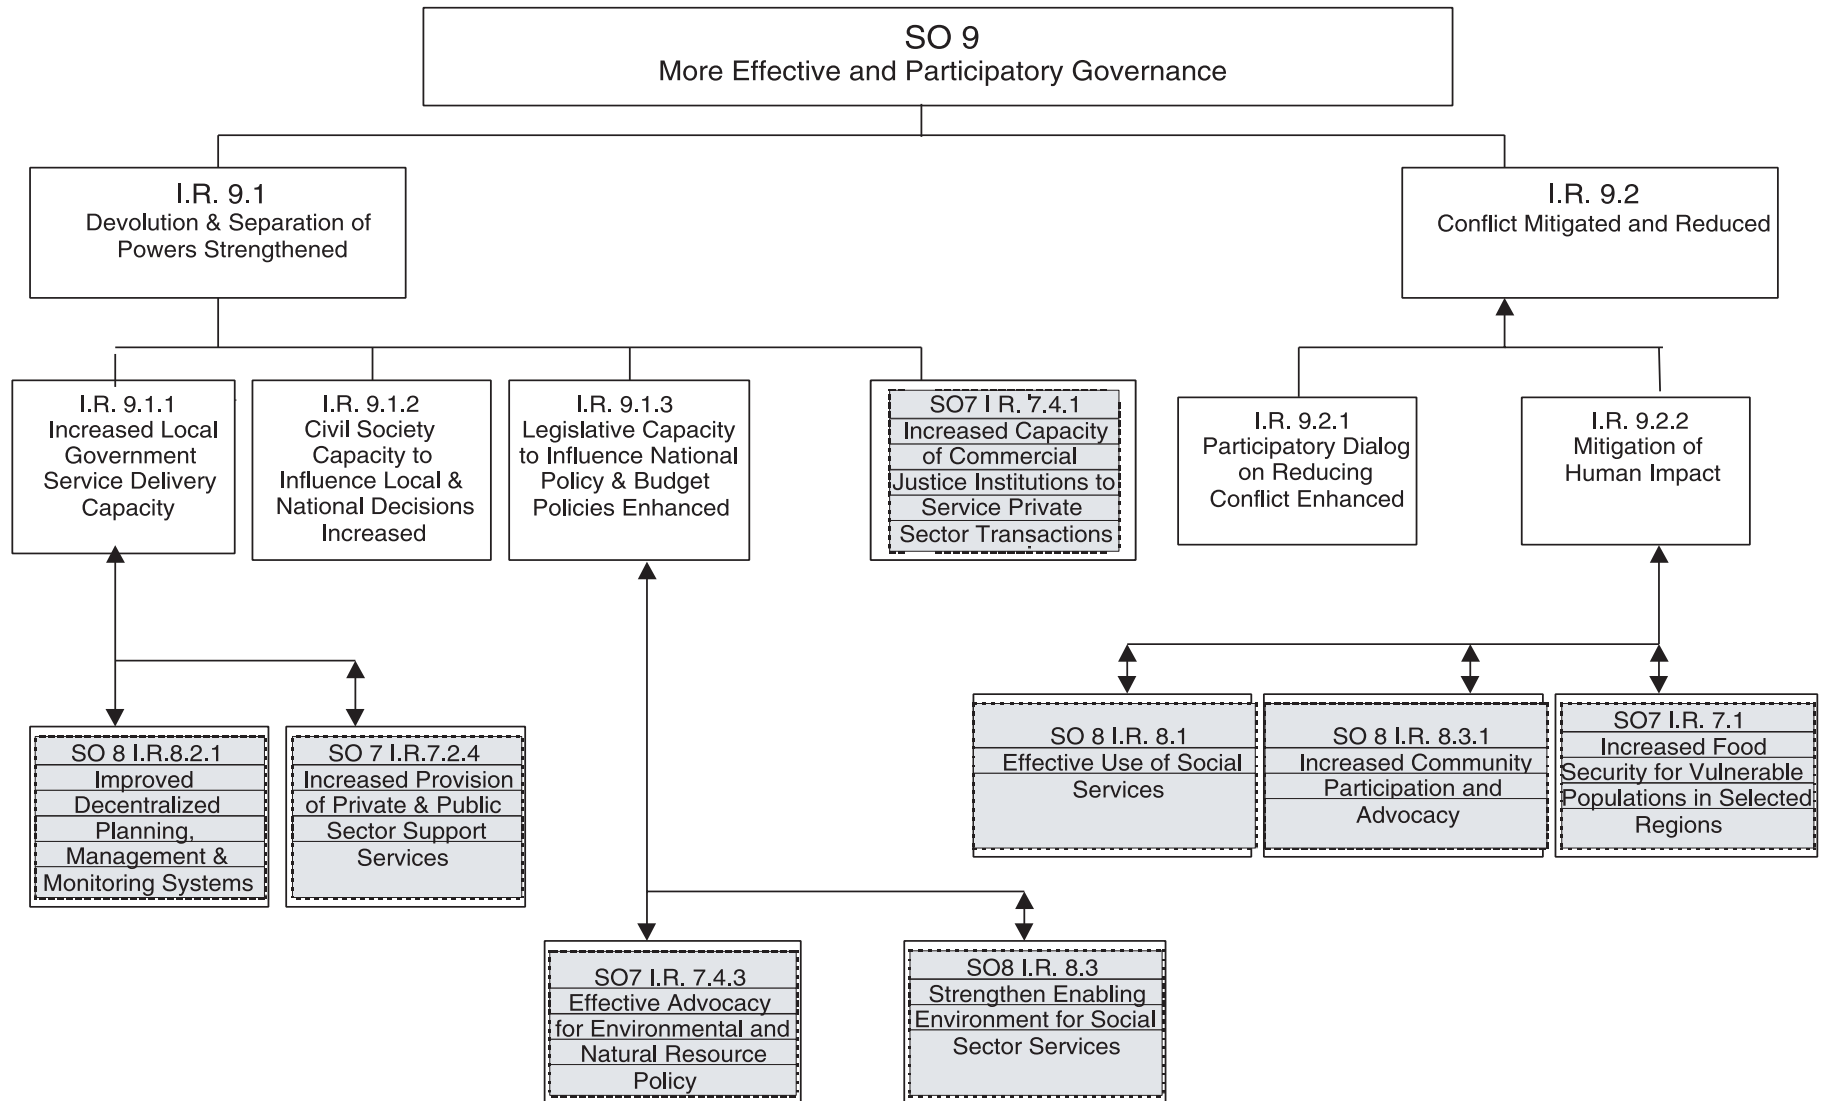 SO 9
More Effective and Participatory Governance
I.R. 9.1
Devolution & Separation of
Powers Strengthened
I.R. 9.2
Conflict Mitigated and Reduced
I.R. 9.1.1
Increased Local
Government
Service Delivery
Capacity
I.R. 9.1.2
Civil Society
Capacity to
Influence Local &
National Decisions
Increased
I.R. 9.1.3
Legislative Capacity
to Influence National
Policy & Budget
Policies Enhanced
SO7 I R. 7.4.1
Increased Capacity
of Commercial
Justice Institutions to
Service Private
Sector Transactions
I.R. 9.2.1
Participatory Dialog
on Reducing
Conflict Enhanced
I.R. 9.2.2
Mitigation of
Human Impact
SO 8 I.R.8.2.1
Improved
Decentralized
Planning,
Management &
Monitoring Systems
SO 7 I.R.7.2.4
Increased Provision
of Private & Public
Sector Support
Services
SO 8 I.R. 8.1
Effective Use of Social
Services
SO 8 I.R. 8.3.1
Increased Community
Participation and
Advocacy
SO7 I.R. 7.1
Increased Food
Security for Vulnerable
Populations in Selected
Regions
SO7 I.R. 7.4.3
Effective Advocacy
for Environmental and
Natural Resource
Policy
SO8 I.R. 8.3
Strengthen Enabling
Environment for Social
Sector Services